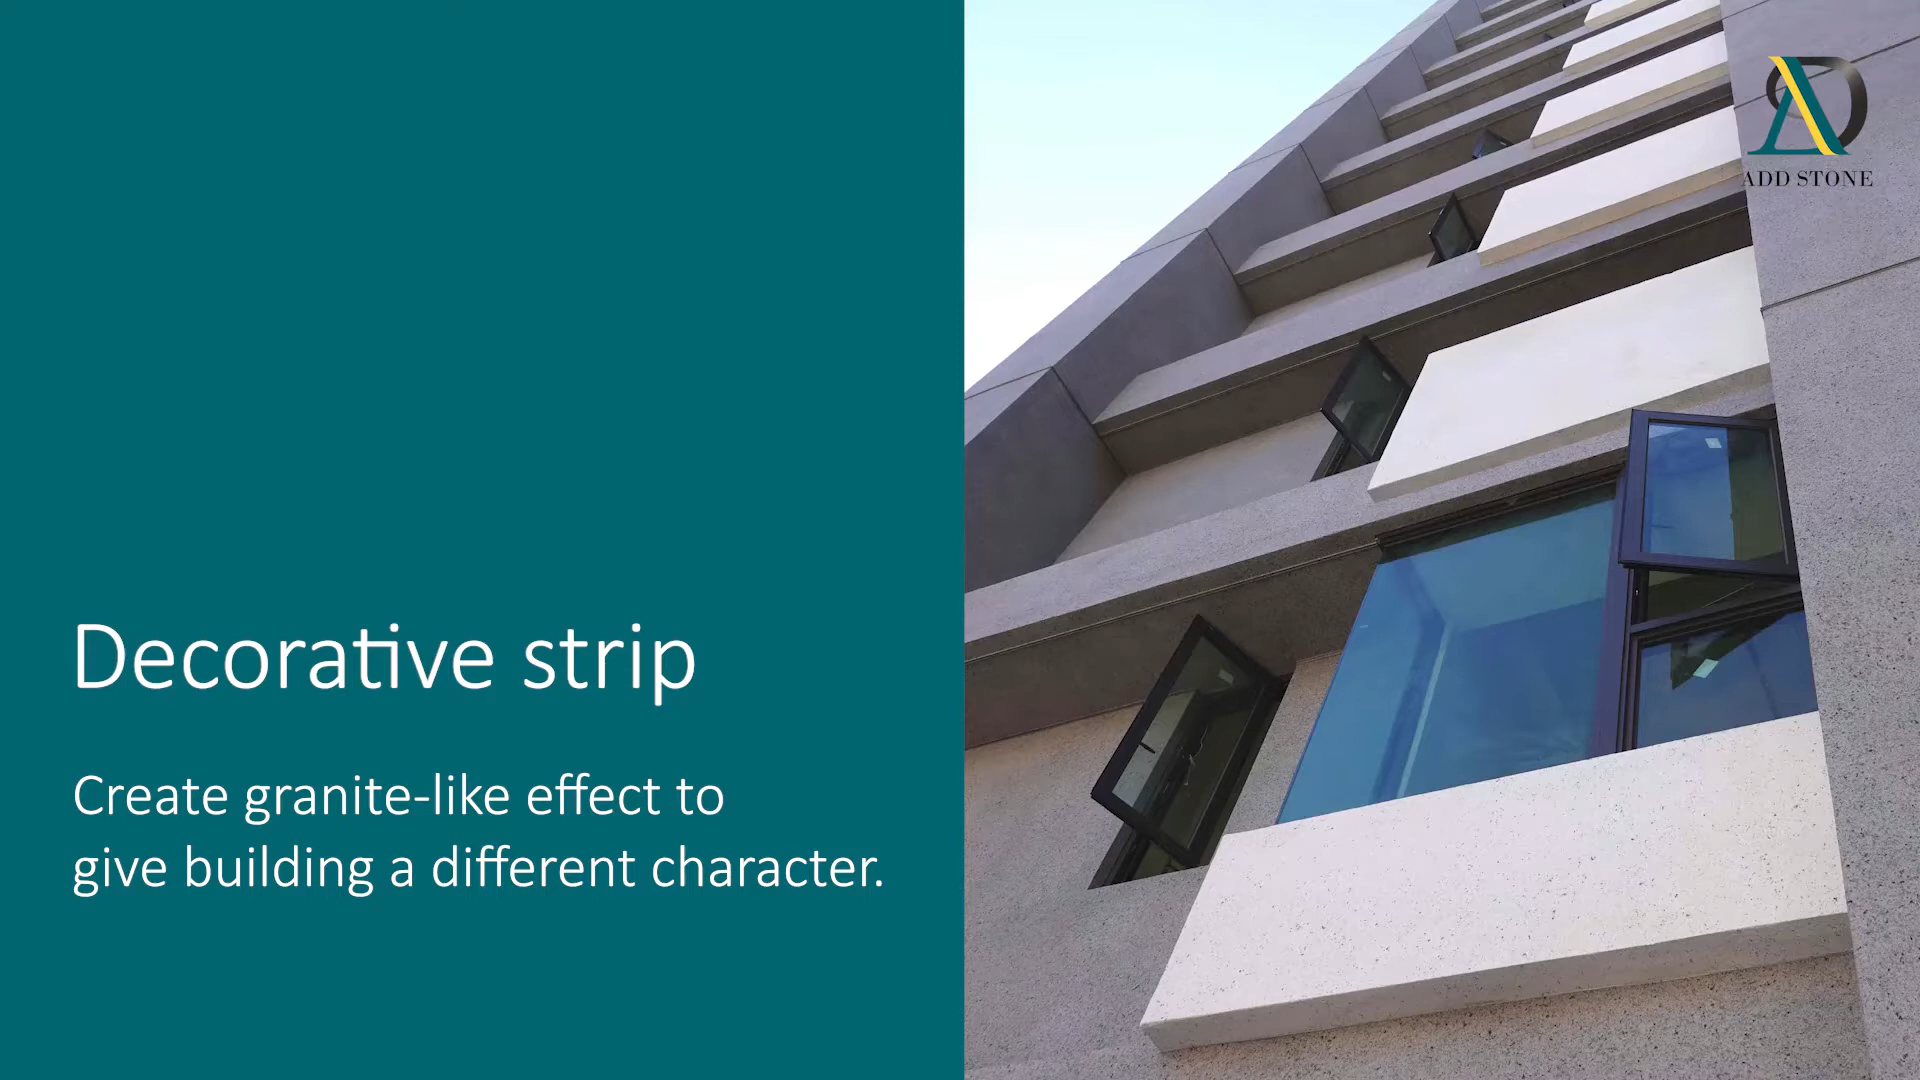 ADD STONE
Decorative strip
Create granite-like effect to
give building a different character.